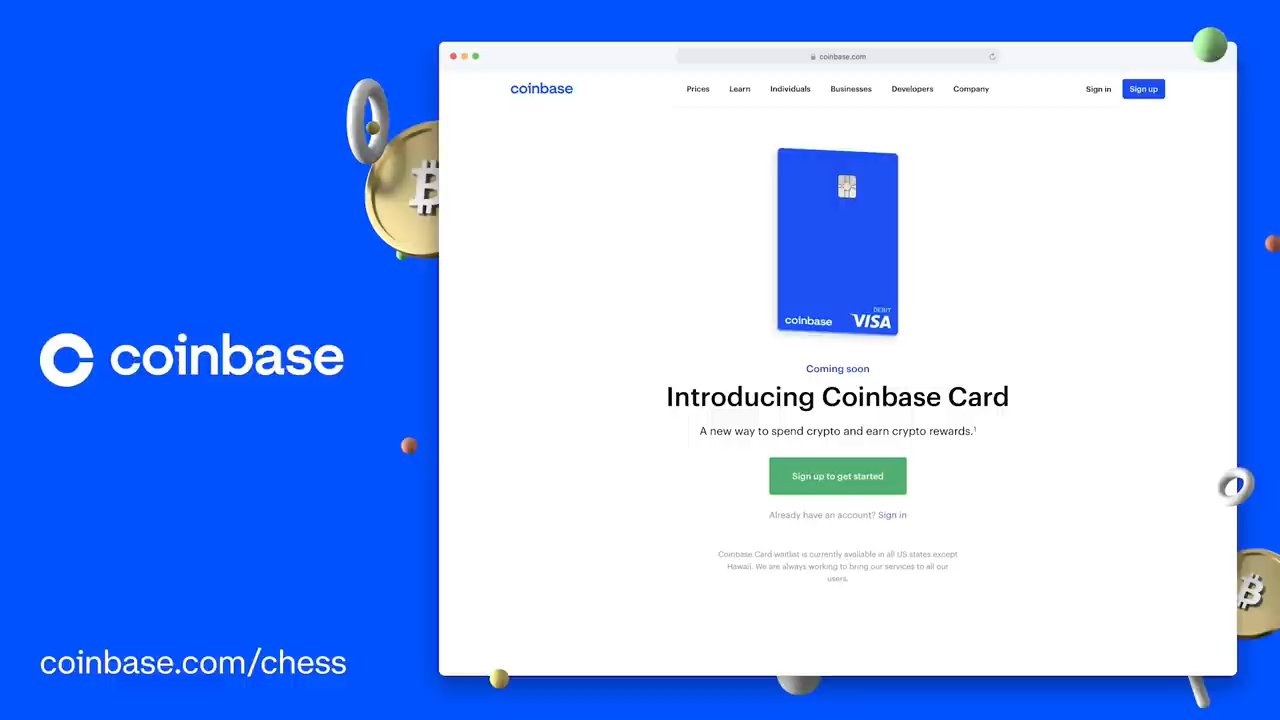 coinbase.com
coinbase
Prices
Learn
Individuals
Businesses
Developers
Company
Sign in
Sign up
coinbase
DEBIT
VISA
Coming soon
Introducing Coinbase Card
A new way to spend crypto and earn crypto rewards.¹
Sign up to get started
Already have an account? Sign in
Coinbase Card waitlist is currently available in all US states except
Hawaii. We are always working to bring our services to all our
users.
coinbase
coinbase.com/chess